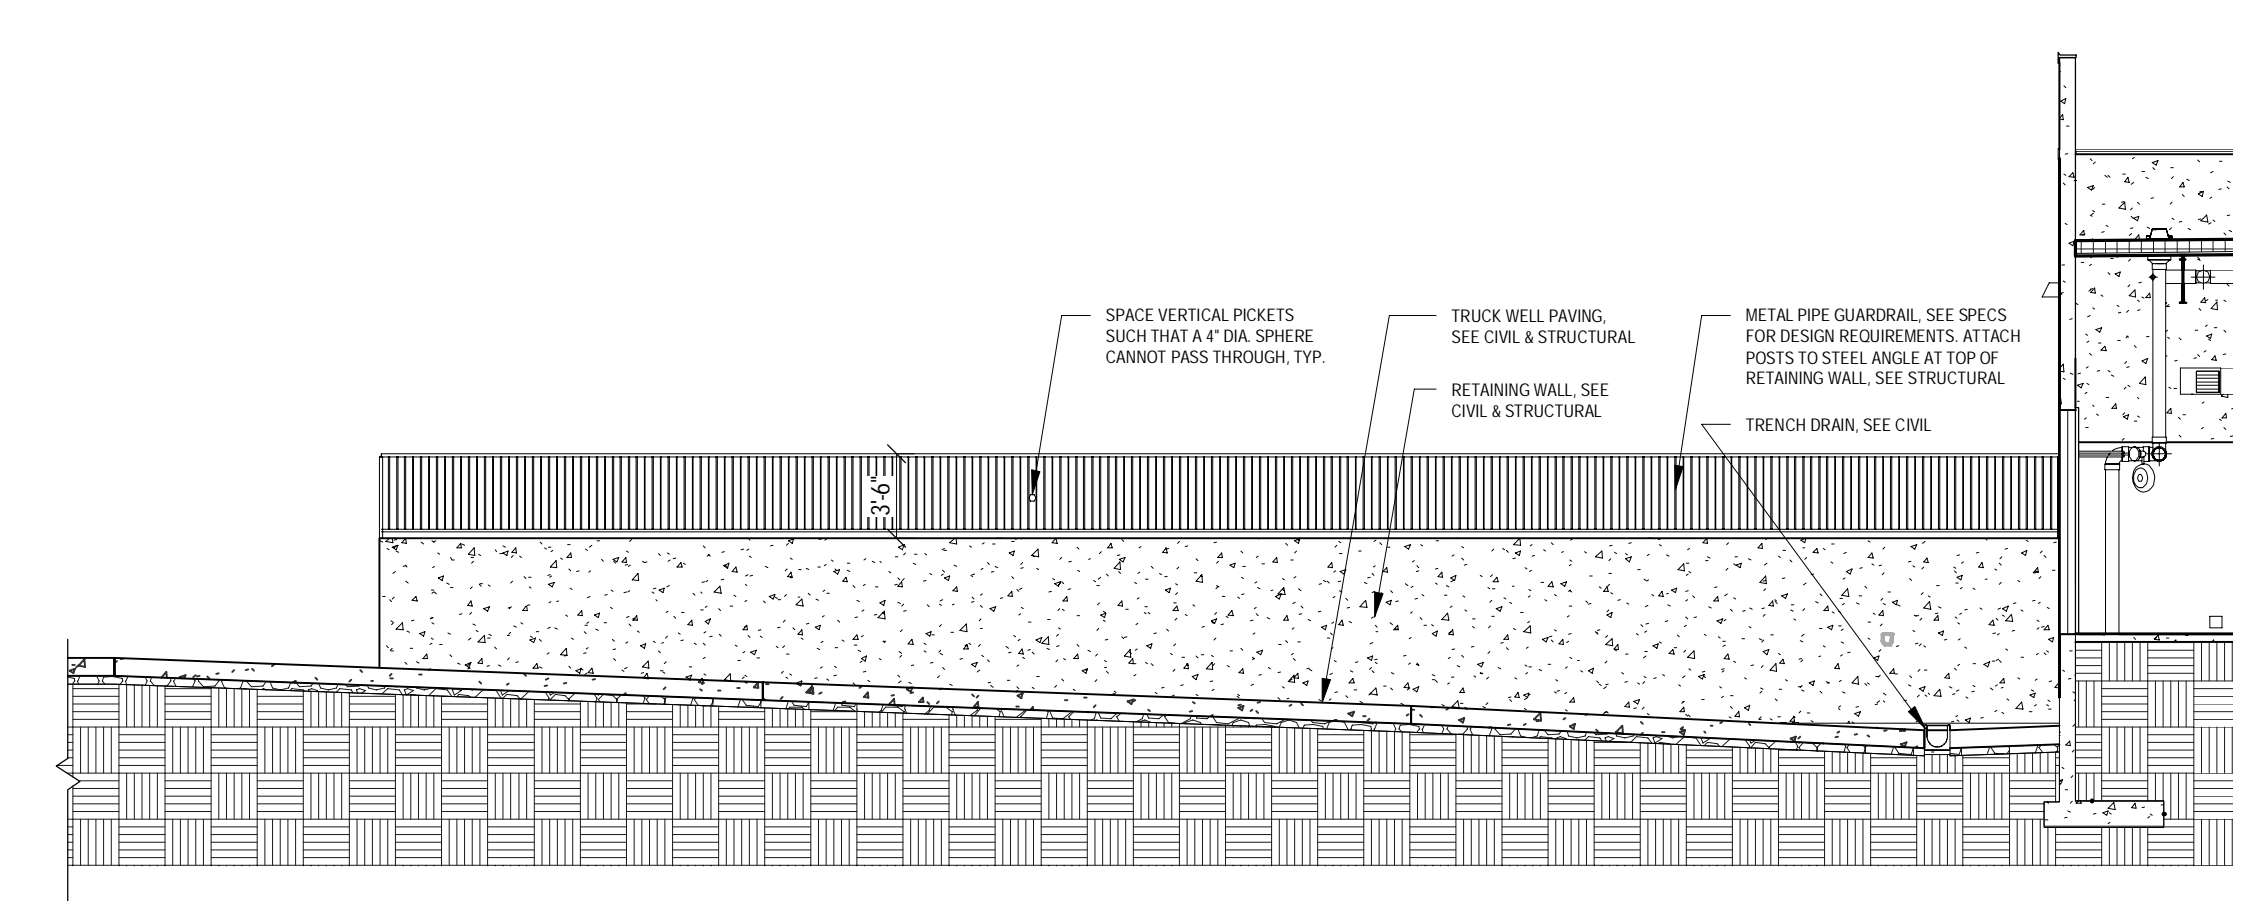 SPACE VERTICAL PICKETS
SUCH THAT A 4" DIA. SPHERE
CANNOT PASS THROUGH, TYP.
TRUCK WELL PAVING,
SEE CIVIL & STRUCTURAL
RETAINING WALL, SEE
CIVIL & STRUCTURAL
METAL PIPE GUARDRAIL, SEE SPECS
FOR DESIGN REQUIREMENTS. ATTACH
POSTS TO STEEL ANGLE AT TOP OF
RETAINING WALL, SEE STRUCTURAL
TRENCH DRAIN, SEE CIVIL
3'-6"